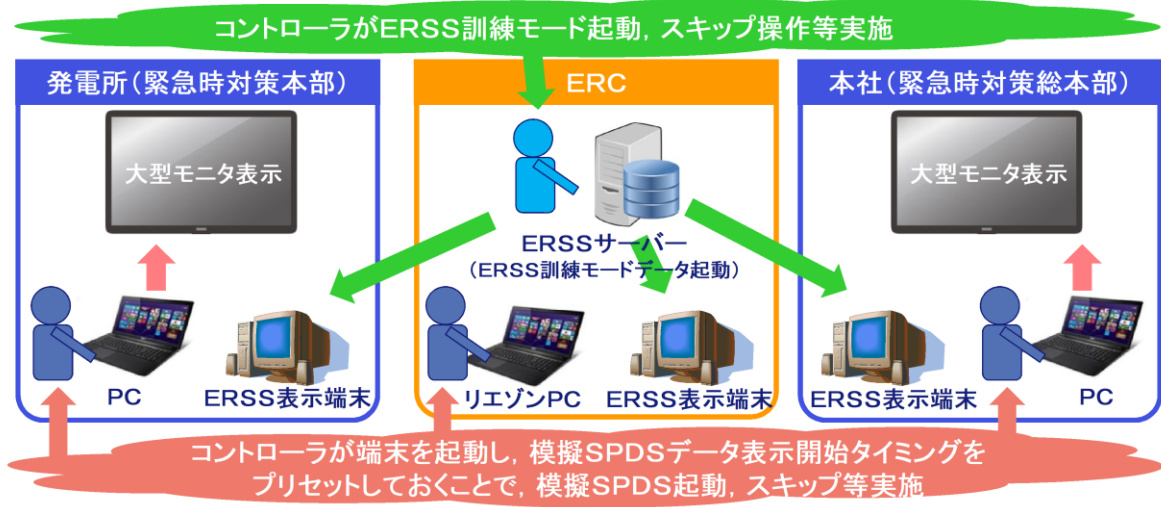 コントローラがERSS訓練モード起動，スキップ操作等実施
発電所（緊急時対策本部）
大型モニタ表示
PC
ERSS表示端末
ERC
ERSSサーバー
（ERSS訓練モードデータ起動）
リエゾンPC
ERSS表示端末
本社（緊急時対策総本部）
大型モニタ表示
ERSS表示端末
PC
コントローラが端末を起動し，模擬SPDSデータ表示開始タイミングを
プリセットしておくことで，模擬SPDS起動，スキップ等実施